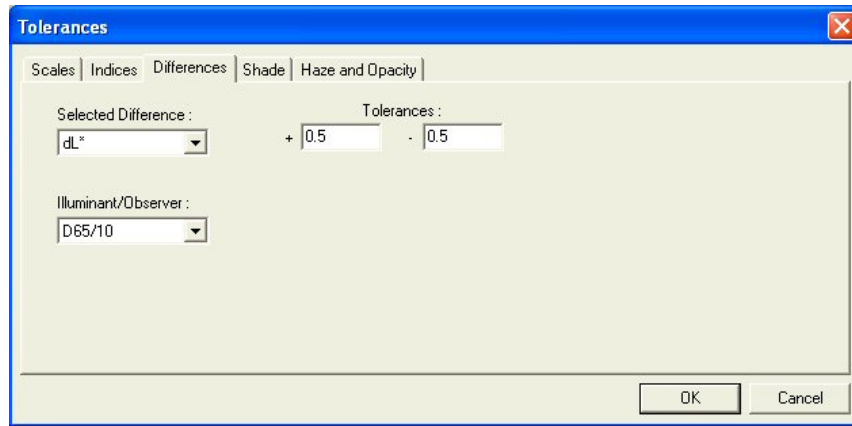 Tolerances
Scales Indices Differences Shade Haze and Opacity
Selected Difference : Tolerances :
dL* + 0.5 - 0.5
Illuminant/Observer :
D65/10
OK Cancel